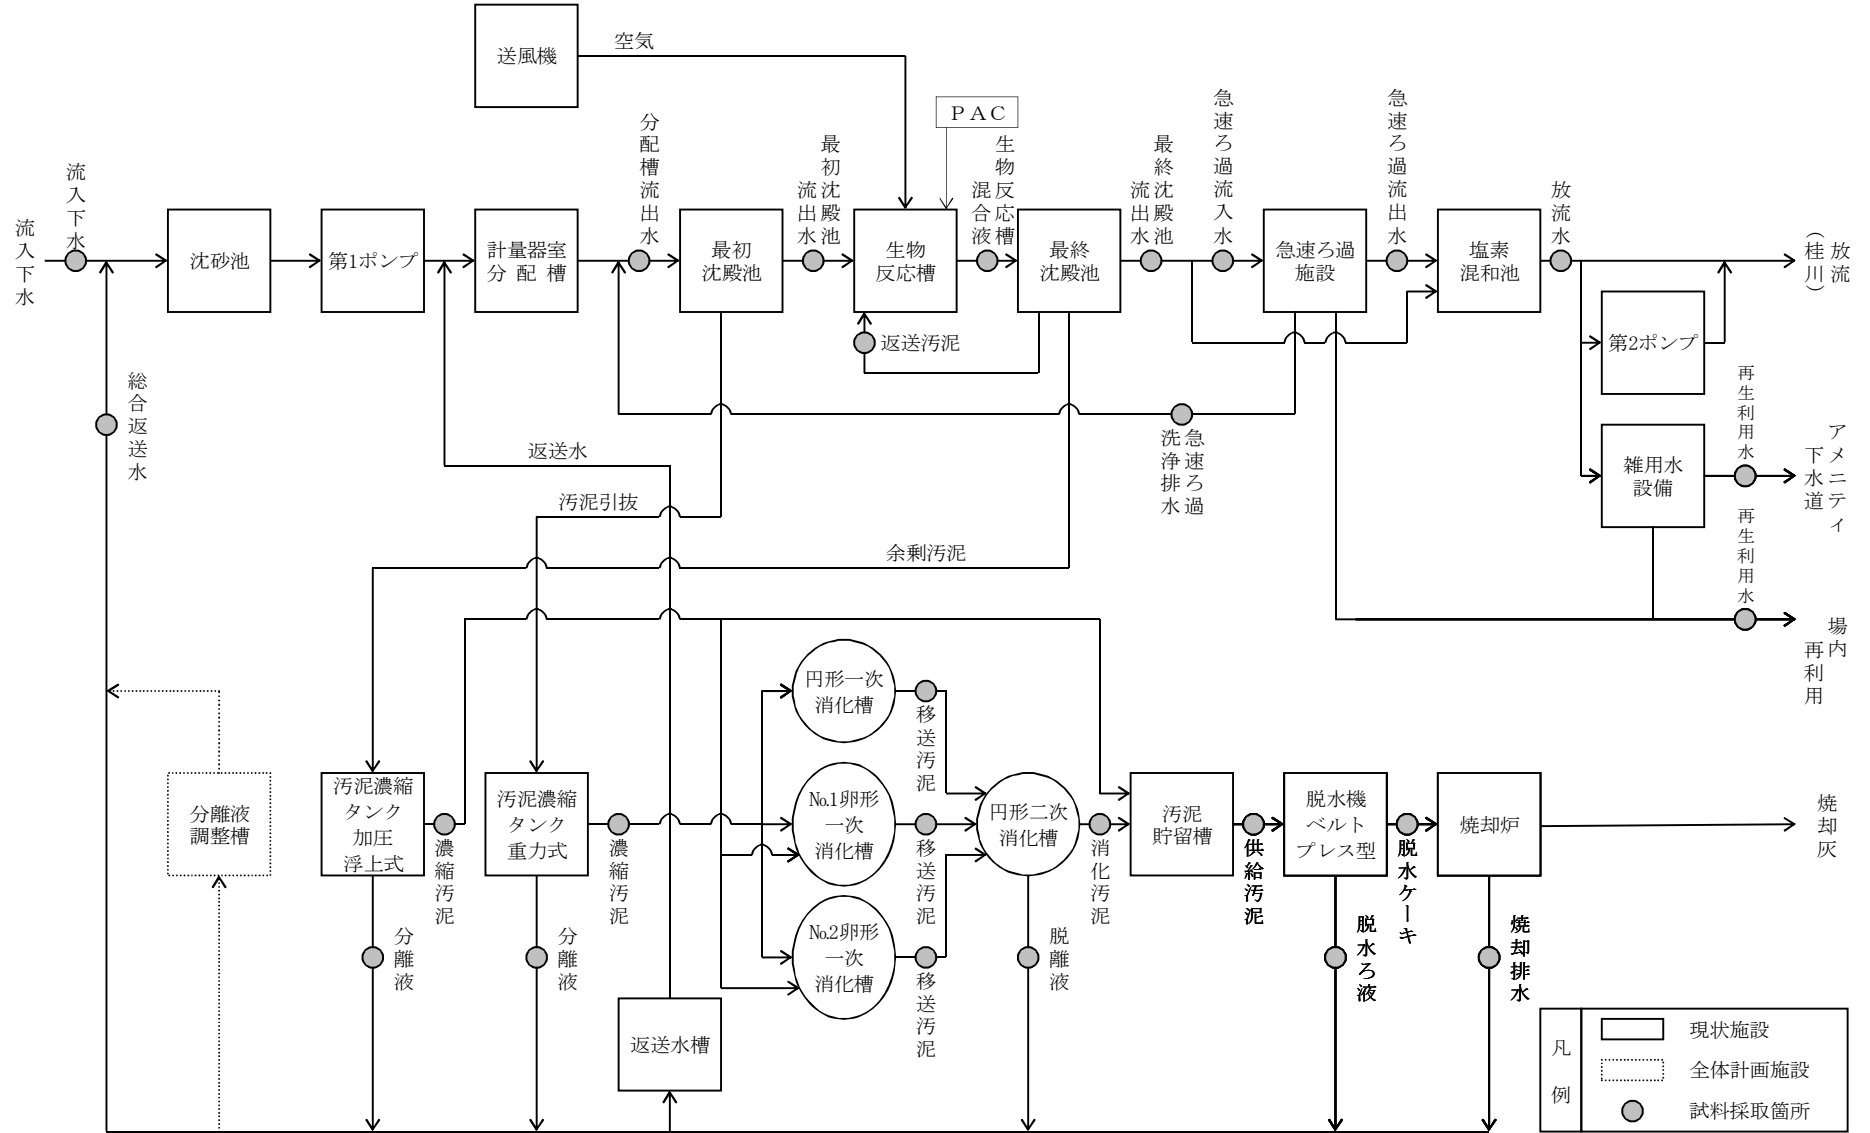 送風機
空気
PAC
流入下水
流入下水
沈砂池
第1ポンプ
計量器室
分配槽
分配槽流出水
最初
沈殿池
最初沈殿池
流出水
生物
反応槽
生物反応槽
混合液
最終
沈殿池
最終沈殿池
流出水
急速ろ過流入水
急速ろ過
施設
急速ろ過流出水
塩素
混和池
放流水
放流
(桂川)
返送汚泥
第2ポンプ
総合返送水
返送水
急速ろ過
洗浄排水
再生利用水
雑用水
設備
アメニティ
下水道
汚泥引抜
余剰汚泥
再生利用水
場内
再利用
円形一次
消化槽
移送汚泥
分離液
調整槽
汚泥濃縮
タンク
加圧
浮上式
濃縮汚泥
汚泥濃縮
タンク
重力式
濃縮汚泥
№1卵形
一次
消化槽
移送汚泥
円形二次
消化槽
消化汚泥
汚泥
貯留槽
供給汚泥
脱水機
ベルト
プレス型
脱水ケーキ
焼却炉
焼却灰
分離液
分離液
№2卵形
一次
消化槽
移送汚泥
脱離液
脱水ろ液
焼却排水
返送水槽
凡例
現状施設
全体計画施設
試料採取箇所